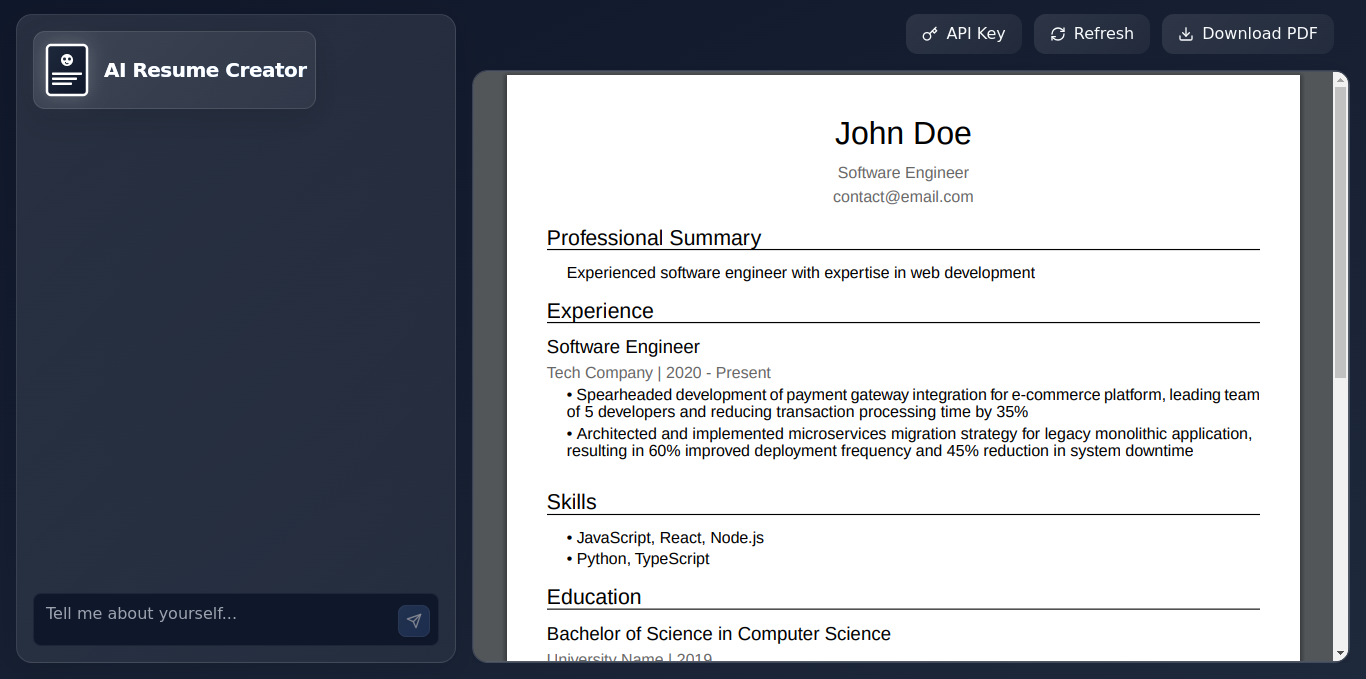 AI Resume Creator
Tell me about yourself...
API Key
Refresh
Download PDF
John Doe
Software Engineer
contact@email.com
Professional Summary
Experienced software engineer with expertise in web development
Experience
Software Engineer
Tech Company | 2020 - Present
• Spearheaded development of payment gateway integration for e-commerce platform, leading team
of 5 developers and reducing transaction processing time by 35%
• Architected and implemented microservices migration strategy for legacy monolithic application,
resulting in 60% improved deployment frequency and 45% reduction in system downtime
Skills
• JavaScript, React, Node.js
• Python, TypeScript
Education
Bachelor of Science in Computer Science
University Name | 2019